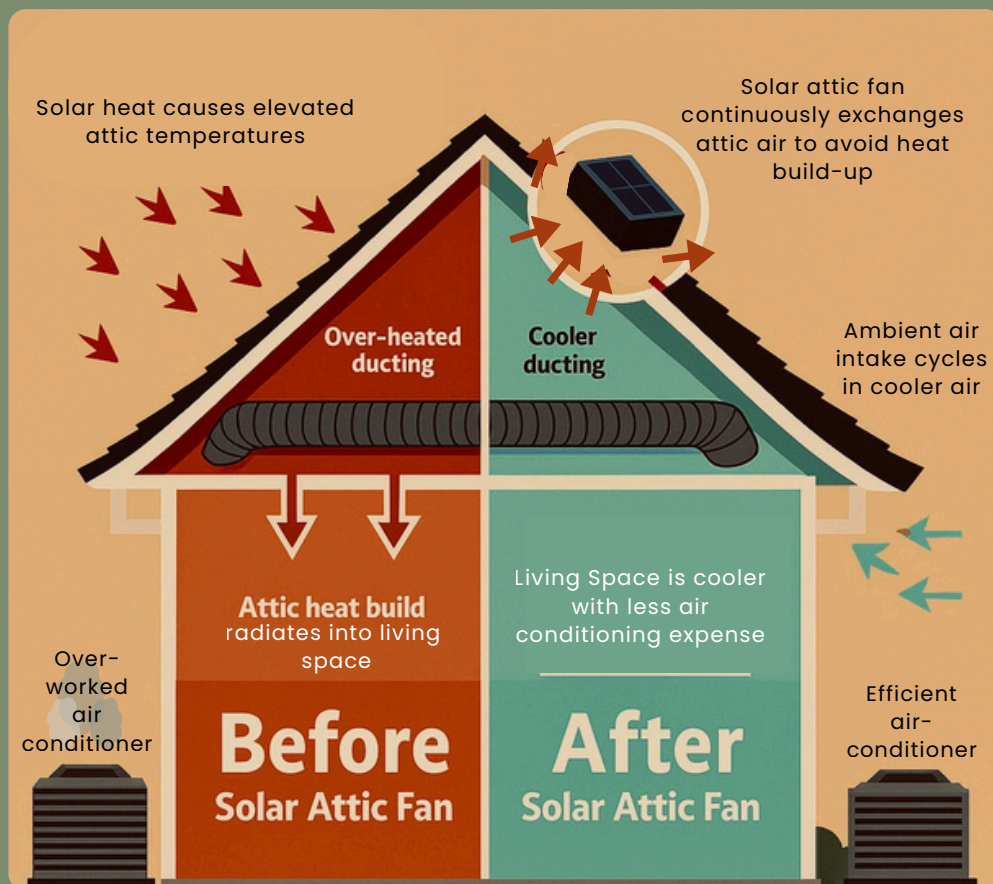 Solar heat causes elevated
attic temperatures
Solar attic fan
continuously exchanges
attic air to avoid heat
build-up
Over-heated
ducting
Cooler
ducting
Ambient air
intake cycles
in cooler air
Attic heat build
radiates into living
space
Living Space is cooler
with less air
conditioning expense
Over-
worked
air
conditioner
Efficient
air-
conditioner
Before
Solar Attic Fan
After
Solar Attic Fan